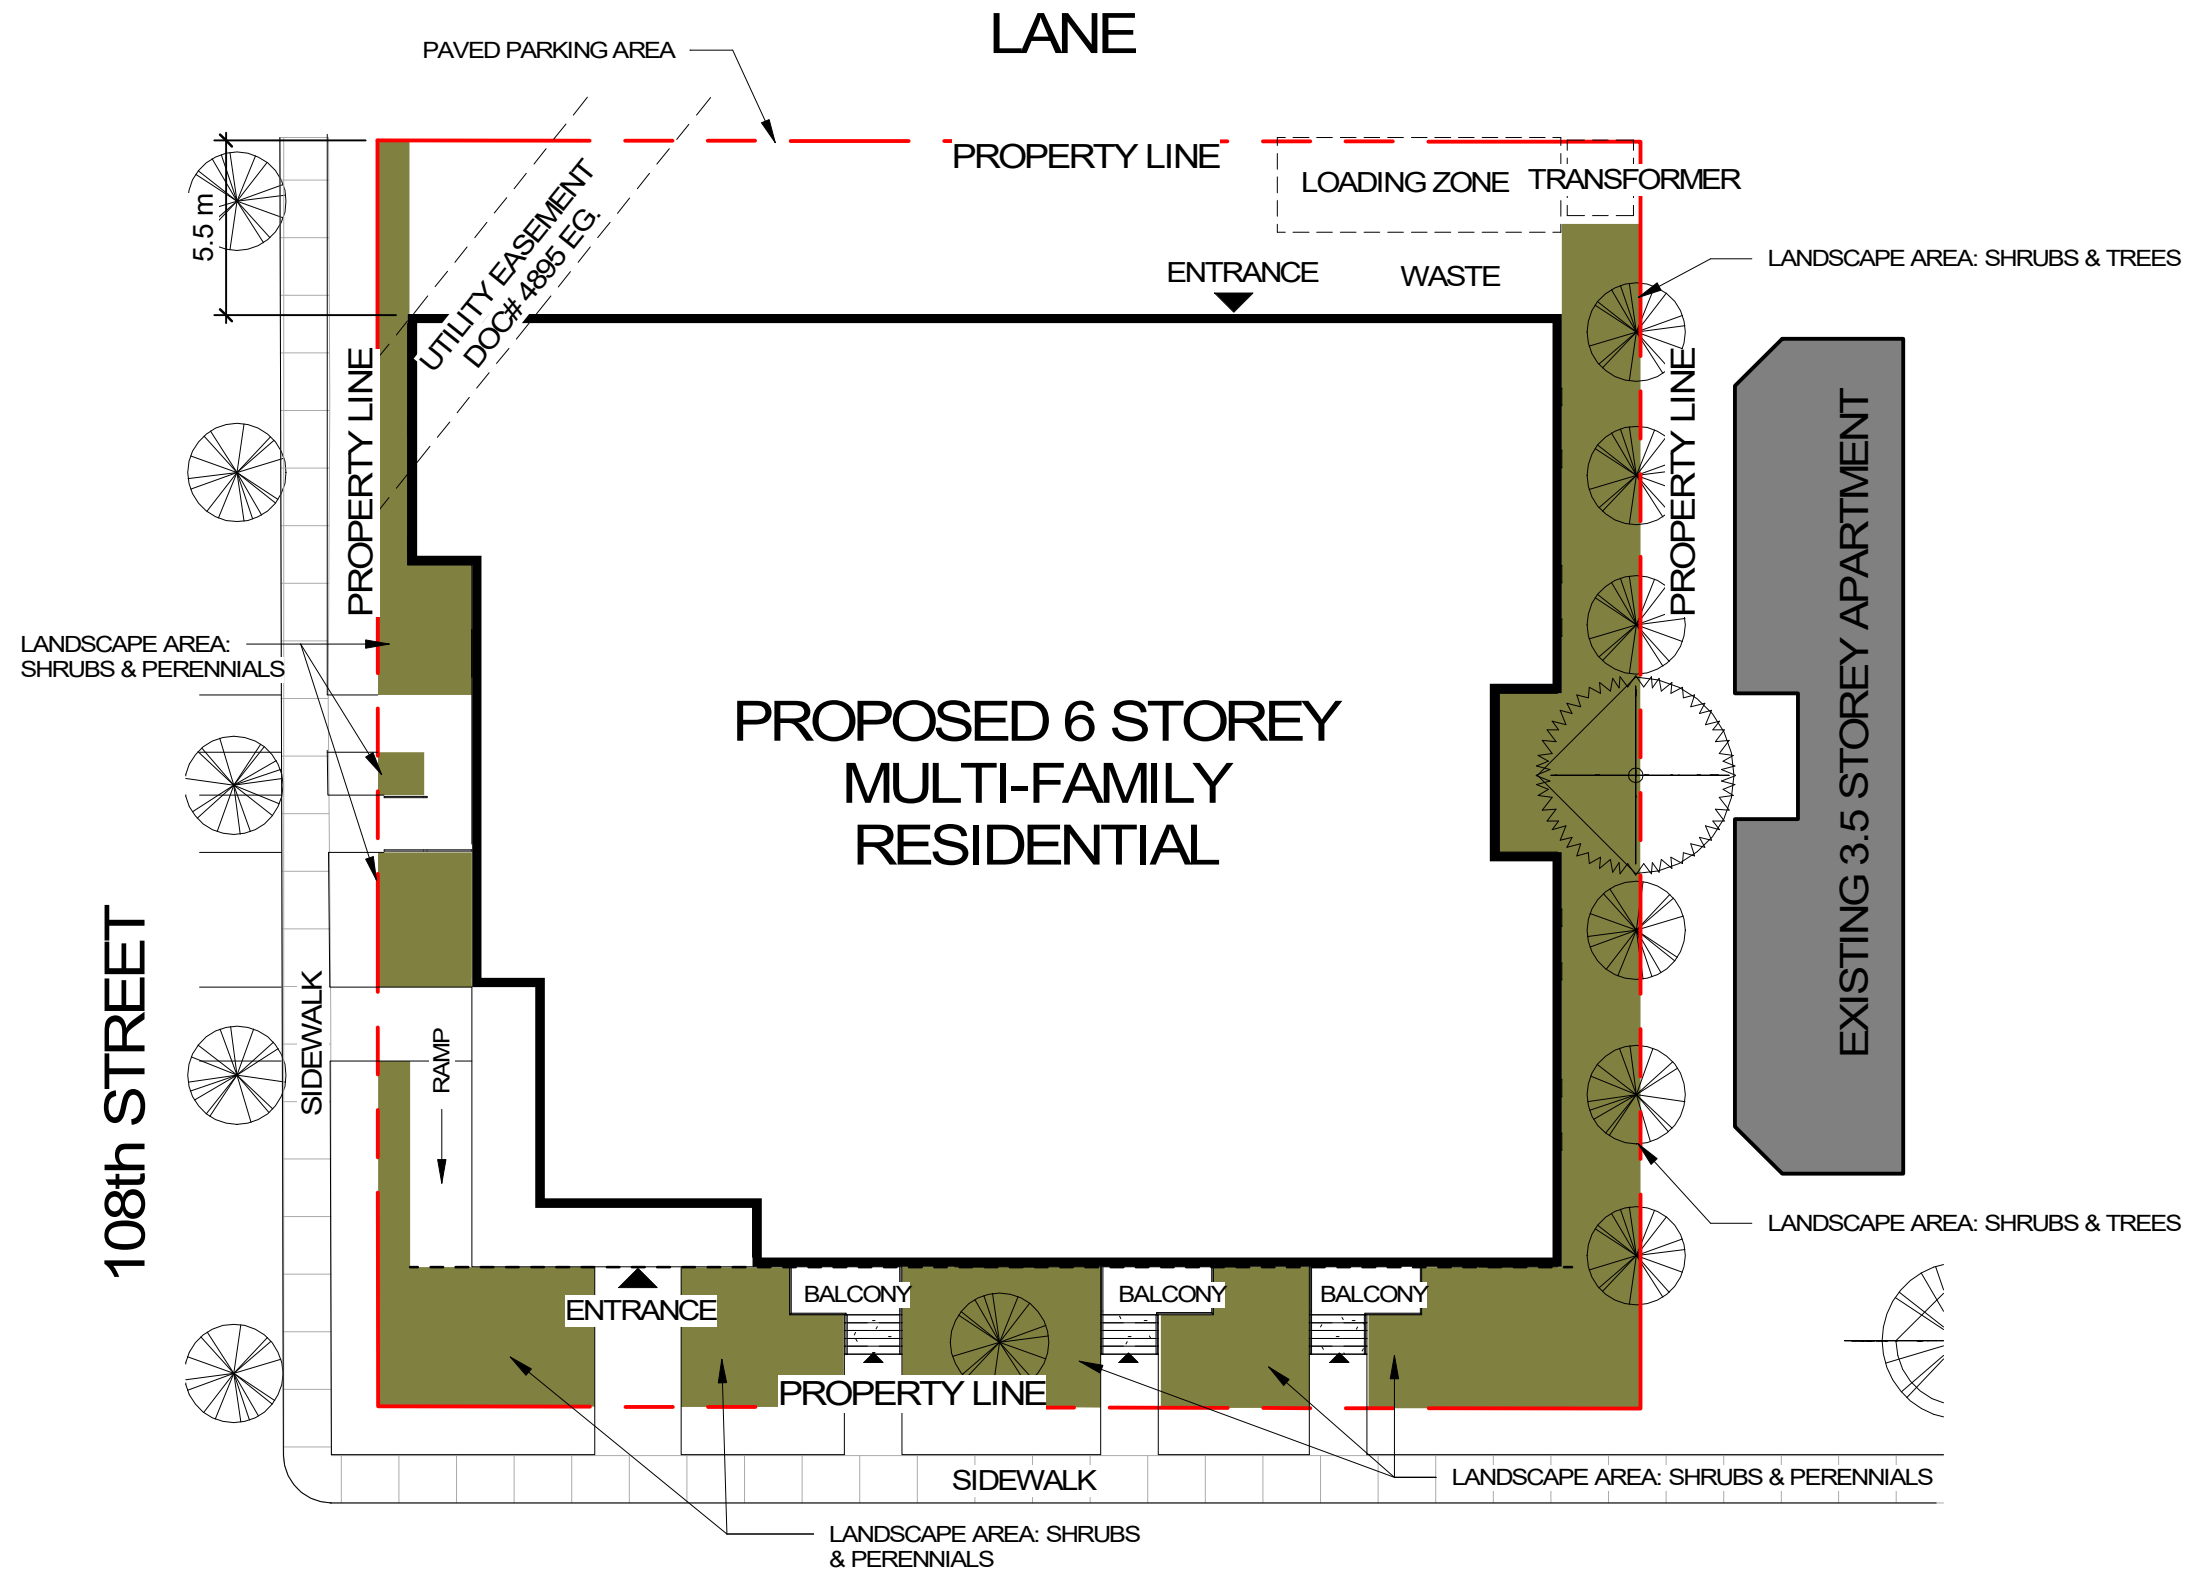 LANE
PAVED PARKING AREA
PROPERTY LINE
LOADING ZONE
TRANSFORMER
5.5 m
UTILITY EASEMENT
DOC# 4895 EG.
ENTRANCE
WASTE
LANDSCAPE AREA: SHRUBS & TREES
PROPERTY LINE
PROPERTY LINE
EXISTING 3.5 STOREY APARTMENT
LANDSCAPE AREA:
SHRUBS & PERENNIALS
PROPOSED 6 STOREY
MULTI-FAMILY
RESIDENTIAL
108th STREET
SIDEWALK
RAMP
LANDSCAPE AREA: SHRUBS & TREES
ENTRANCE
BALCONY
BALCONY
BALCONY
PROPERTY LINE
SIDEWALK
LANDSCAPE AREA: SHRUBS & PERENNIALS
LANDSCAPE AREA: SHRUBS
& PERENNIALS